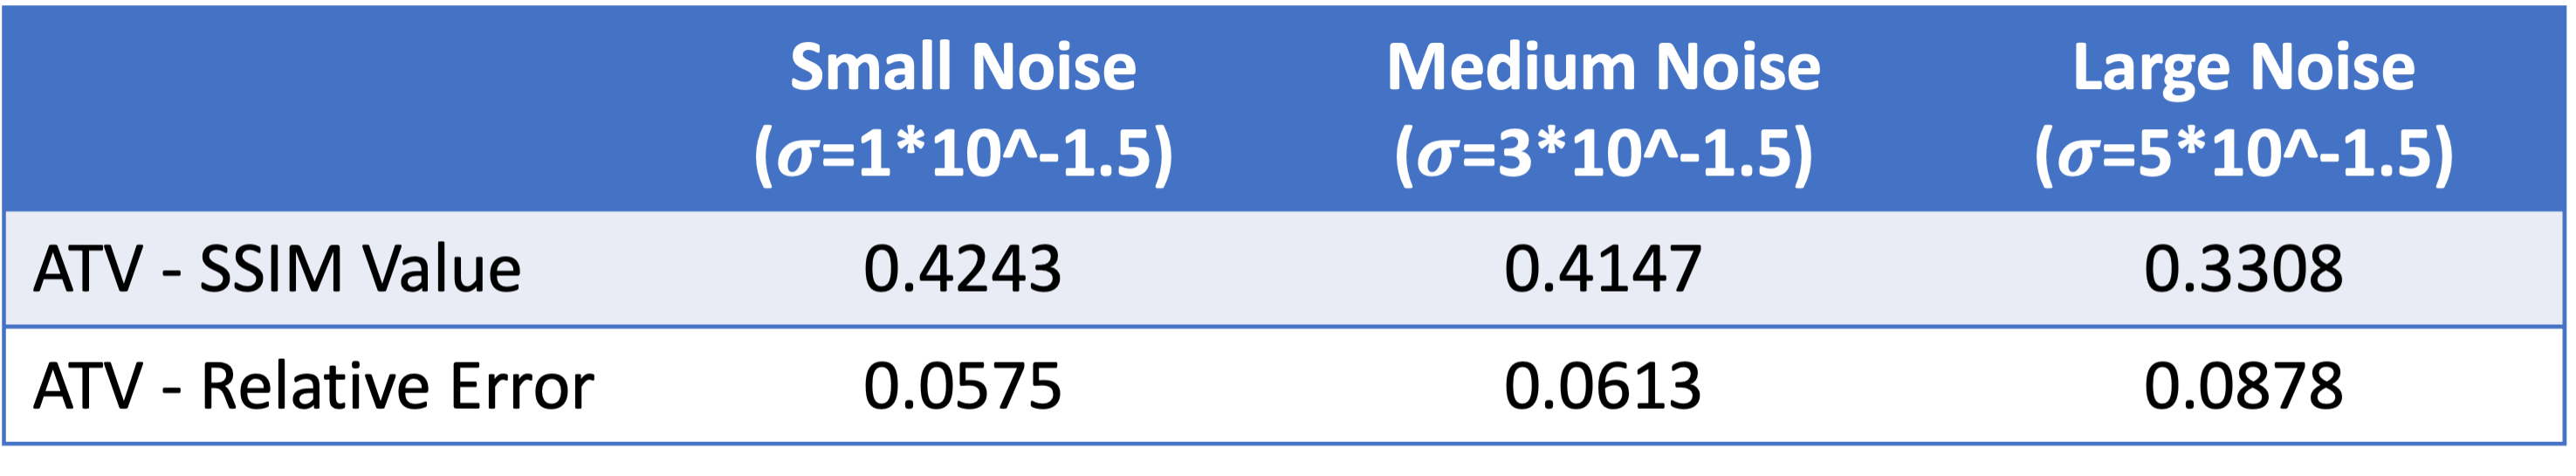 Small Noise Medium Noise Large Noise
(σ=1*10^-1.5) (σ=3*10^-1.5) (σ=5*10^-1.5)
ATV - SSIM Value 0.4243 0.4147 0.3308
ATV - Relative Error 0.0575 0.0613 0.0878